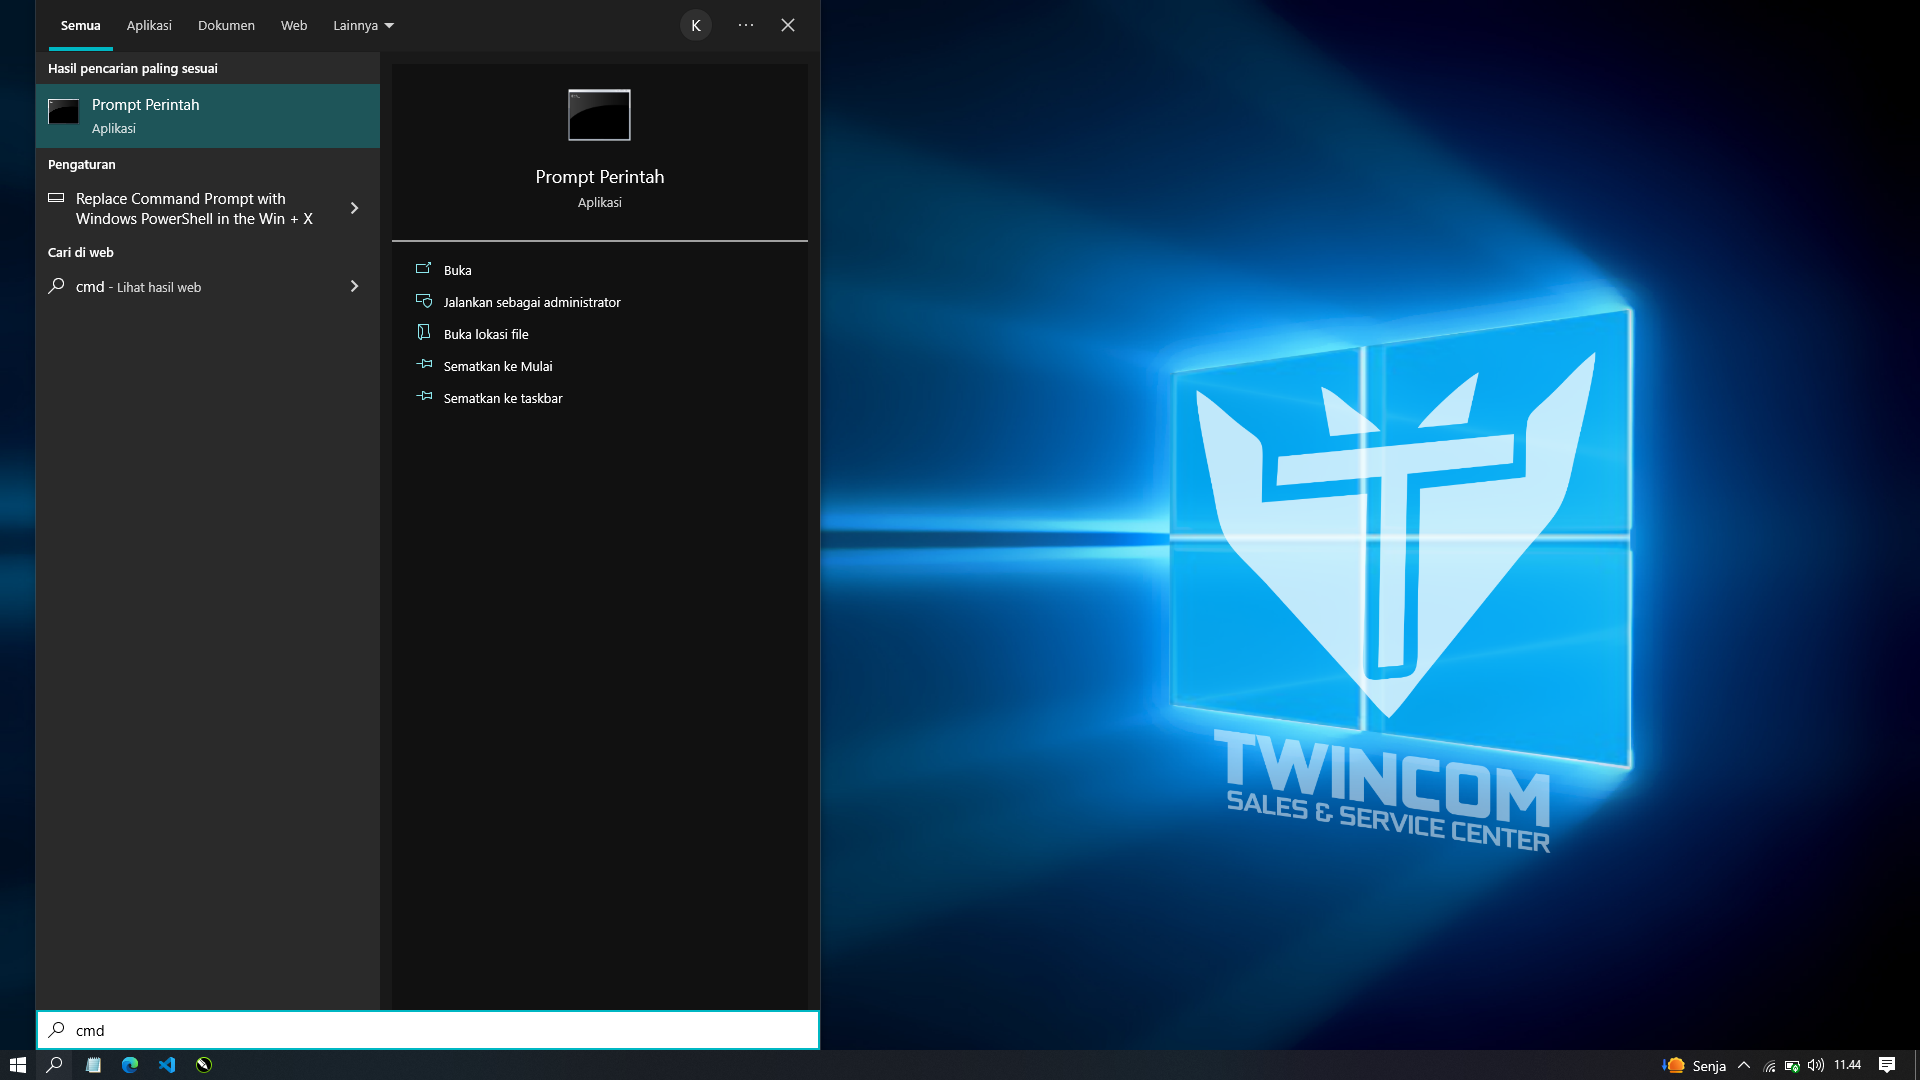 Semua
Aplikasi
Dokumen
Web
Lainnya
K
Hasil pencarian paling sesuai
Prompt Perintah
Aplikasi
Pengaturan
Replace Command Prompt with
Windows PowerShell in the Win + X
Cari di web
cmd - Lihat hasil web
Prompt Perintah
Aplikasi
Buka
Jalankan sebagai administrator
Buka lokasi file
Sematkan ke Mulai
Sematkan ke taskbar
TWINCOM
SALES & SERVICE CENTER
cmd
Senja
11.44